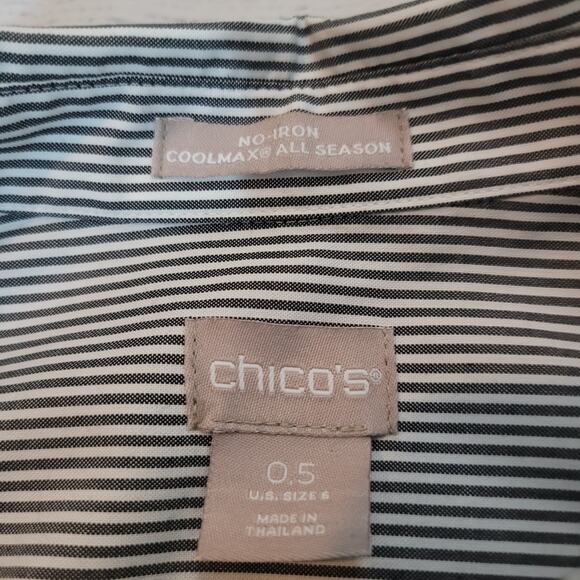 NO-IRON
COOLMAX® ALL SEASON
chico's®
0.5
U.S. SIZE 6
MADE IN
THAILAND